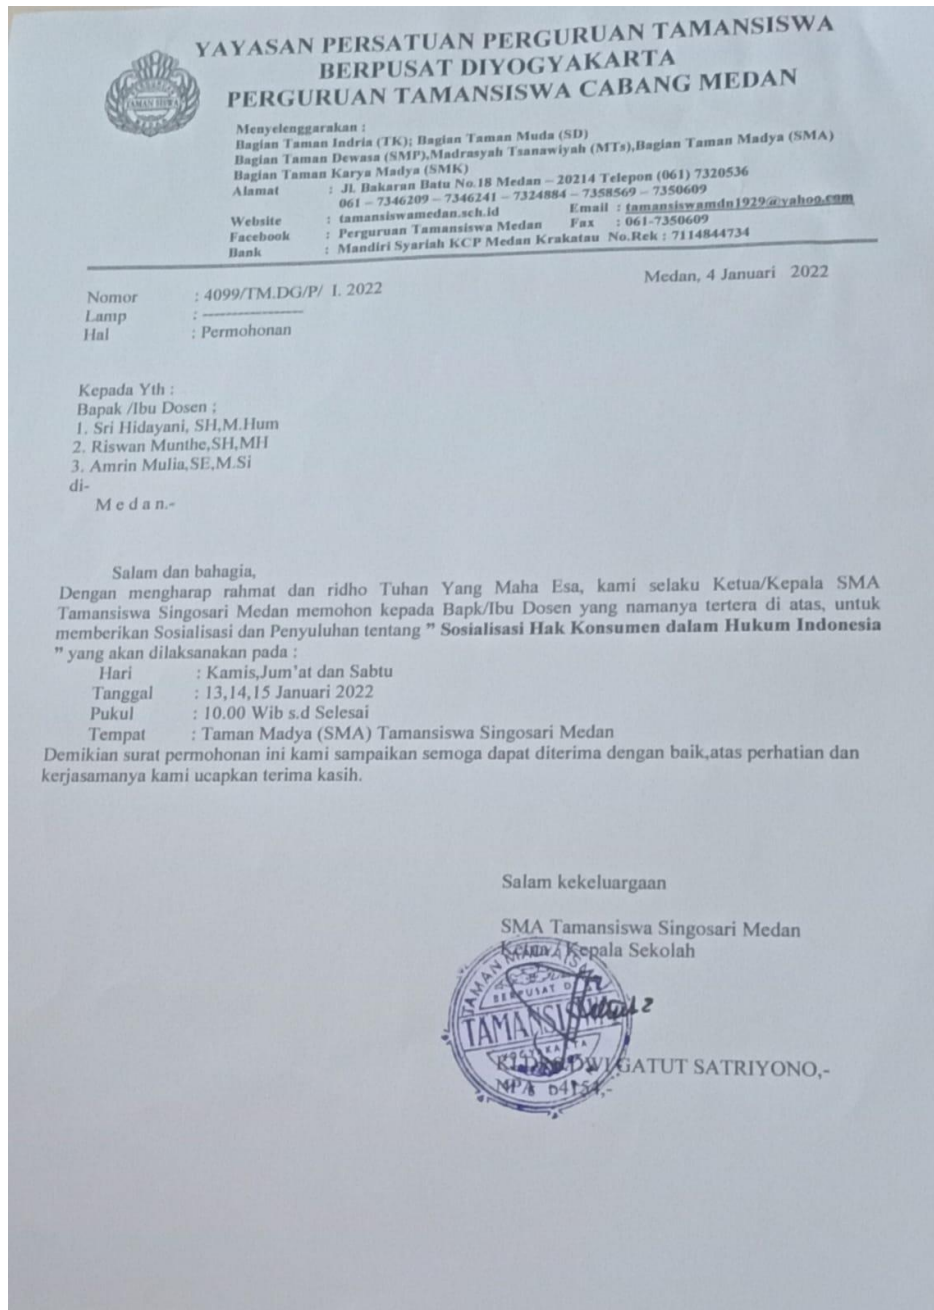 YAYASAN PERSATUAN PERGURUAN TAMANSISWA
BERPUSAT DIYOGYAKARTA
PERGURUAN TAMANSISWA CABANG MEDAN
TAMAN SISWA
Menyelenggarakan :
Bagian Taman Indria (TK); Bagian Taman Muda (SD)
Bagian Taman Dewasa (SMP),Madrasyah Tsanawiyah (MTs),Bagian Taman Madya (SMA)
Bagian Taman Karya Madya (SMK)
Alamat : Jl. Bakaran Batu No.18 Medan – 20214 Telepon (061) 7320536
061 – 7346209 – 7346241 – 7324884 – 7358569 – 7350609
Website : tamansiswamedan.sch.id Email : tamansiswamdn1929@yahoo.com
Facebook : Perguruan Tamansiswa Medan Fax : 061-7350609
Bank : Mandiri Syariah KCP Medan Krakatau No.Rek : 7114844734
Medan, 4 Januari 2022
Nomor : 4099/TM.DG/P/ I. 2022
Lamp : ----------------
Hal : Permohonan
Kepada Yth :
Bapak /Ibu Dosen ;
1. Sri Hidayani, SH,M.Hum
2. Riswan Munthe,SH,MH
3. Amrin Mulia,SE,M.Si
di-
M e d a n.-
Salam dan bahagia,
Dengan mengharap rahmat dan ridho Tuhan Yang Maha Esa, kami selaku Ketua/Kepala SMA
Tamansiswa Singosari Medan memohon kepada Bapk/Ibu Dosen yang namanya tertera di atas, untuk
memberikan Sosialisasi dan Penyuluhan tentang ” Sosialisasi Hak Konsumen dalam Hukum Indonesia
” yang akan dilaksanakan pada :
Hari : Kamis,Jum’at dan Sabtu
Tanggal : 13,14,15 Januari 2022
Pukul : 10.00 Wib s.d Selesai
Tempat : Taman Madya (SMA) Tamansiswa Singosari Medan
Demikian surat permohonan ini kami sampaikan semoga dapat diterima dengan baik,atas perhatian dan
kerjasamanya kami ucapkan terima kasih.
Salam kekeluargaan
SMA Tamansiswa Singosari Medan
Ketua / Kepala Sekolah
TAMANSISWA
DWI GATUT SATRIYONO,-
NPA 04154,-